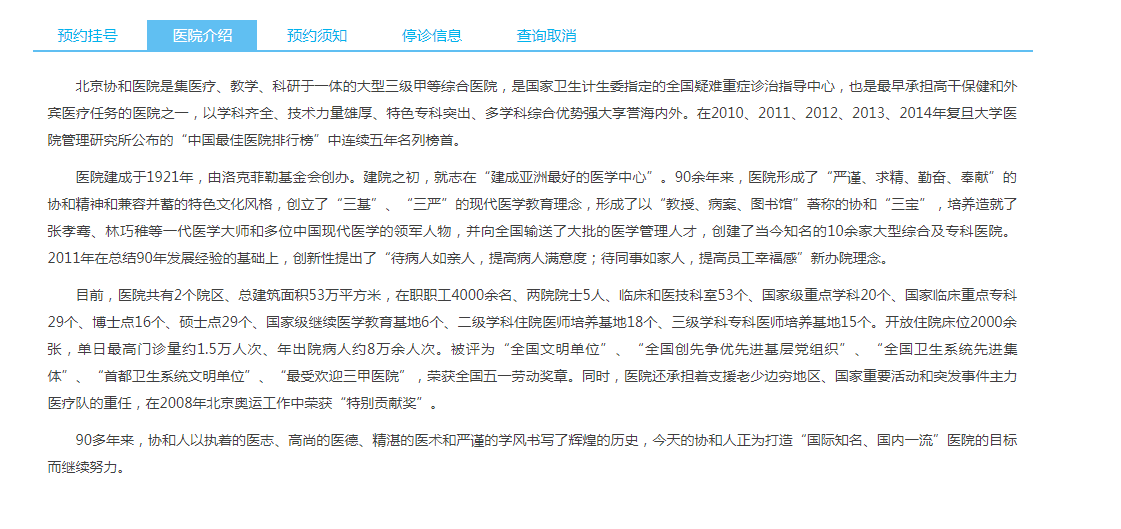 预约挂号 医院介绍 预约须知 停诊信息 查询取消
北京协和医院是集医疗、教学、科研于一体的大型三级甲等综合医院，是国家卫生计生委指定的全国疑难重症诊治指导中心，也是最早承担高干保健和外
宾医疗任务的医院之一，以学科齐全、技术力量雄厚、特色专科突出、多学科综合优势强大享誉海内外。在2010、2011、2012、2013、2014年复旦大学医
院管理研究所公布的“中国最佳医院排行榜”中连续五年名列榜首。
医院建成于1921年，由洛克菲勒基金会创办。建院之初，就志在“建成亚洲最好的医学中心”。90余年来，医院形成了“严谨、求精、勤奋、奉献”的
协和精神和兼容并蓄的特色文化风格，创立了“三基”、“三严”的现代医学教育理念，形成了以“教授、病案、图书馆”著称的协和“三宝”，培养造就了
张孝骞、林巧稚等一代医学大师和多位中国现代医学的领军人物，并向全国输送了大批的医学管理人才，创建了当今知名的10余家大型综合及专科医院。
2011年在总结90年发展经验的基础上，创新性提出了“待病人如亲人，提高病人满意度；待同事如家人，提高员工幸福感”新办院理念。
目前，医院共有2个院区、总建筑面积53万平方米，在职职工4000余名、两院院士5人、临床和医技科室53个、国家级重点学科20个、国家临床重点专科
29个、博士点16个、硕士点29个、国家级继续医学教育基地6个、二级学科住院医师培养基地18个、三级学科专科医师培养基地15个。开放住院床位2000余
张，单日最高门诊量约1.5万人次、年出院病人约8万余人次。被评为“全国文明单位”、“全国创先争优先进基层党组织”、“全国卫生系统先进集
体”、“首都卫生系统文明单位”、“最受欢迎三甲医院”，荣获全国五一劳动奖章。同时，医院还承担着支援老少边穷地区、国家重要活动和突发事件主力
医疗队的重任，在2008年北京奥运工作中荣获“特别贡献奖”。
90多年来，协和人以执着的医志、高尚的医德、精湛的医术和严谨的学风书写了辉煌的历史，今天的协和人正为打造“国际知名、国内一流”医院的目标
而继续努力。